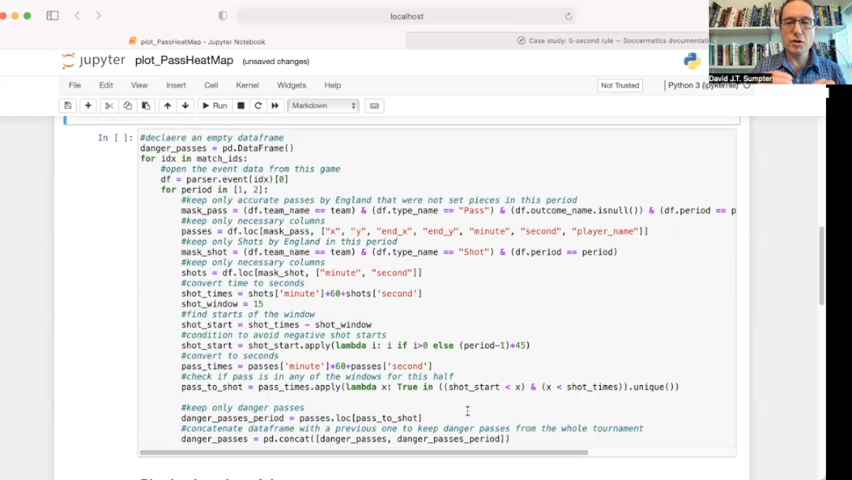 localhost
plot_PassHeatMap - Jupyter Notebook
Case study: 5-second rule — Soccermatics documentati
David J.T. Sumpter
jupyter plot_PassHeatMap (unsaved changes)
File Edit View Insert Cell Kernel Widgets Help
Not Trusted
Python 3 (ipykernel)
Run
Markdown
In [ ]:
#declaere an empty dataframe
danger_passes = pd.DataFrame()
for idx in match_ids:
#open the event data from this game
df = parser.event(idx)[0]
for period in [1, 2]:
#keep only accurate passes by England that were not set pieces in this period
mask_pass = (df.team_name == team) & (df.type_name == "Pass") & (df.outcome_name.isnull()) & (df.period == p
#keep only necessary columns
passes = df.loc[mask_pass, ["x", "y", "end_x", "end_y", "minute", "second", "player_name"]]
#keep only Shots by England in this period
mask_shot = (df.team_name == team) & (df.type_name == "Shot") & (df.period == period)
#keep only necessary columns
shots = df.loc[mask_shot, ["minute", "second"]]
#convert time to seconds
shot_times = shots['minute']*60+shots['second']
shot_window = 15
#find starts of the window
shot_start = shot_times - shot_window
#condition to avoid negative shot starts
shot_start = shot_start.apply(lambda i: i if i>0 else (period-1)*45)
#convert to seconds
pass_times = passes['minute']*60+passes['second']
#check if pass is in any of the windows for this half
pass_to_shot = pass_times.apply(lambda x: True in ((shot_start < x) & (x < shot_times)).unique())
#keep only danger passes
danger_passes_period = passes.loc[pass_to_shot]
#concatenate dataframe with a previous one to keep danger passes from the whole tournament
danger_passes = pd.concat([danger_passes, danger_passes_period])